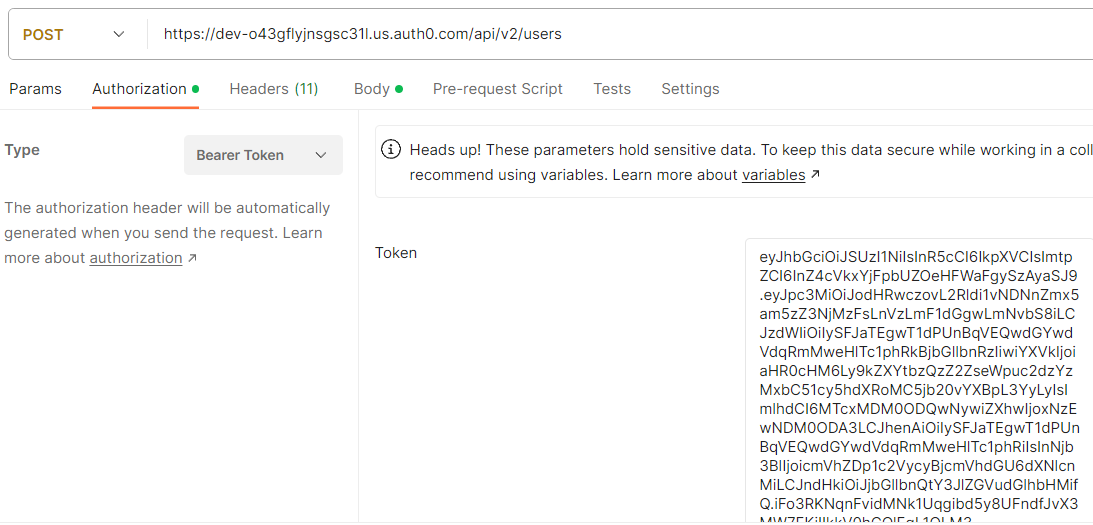 POST
https://dev-o43gflyjnsgsc31l.us.auth0.com/api/v2/users
Params Authorization Headers (11) Body Pre-request Script Tests Settings
Type
Bearer Token
The authorization header will be automatically
generated when you send the request. Learn
more about authorization ↗
Heads up! These parameters hold sensitive data. To keep this data secure while working in a coll
recommend using variables. Learn more about variables ↗
Token
eyJhbGciOiJSUzI1NiIsInR5cCI6IkpXVCIsImtp
ZCI6InZ4cVkxYjFpbUZOeHFWaFgySzAyaSJ9
.eyJpc3MiOiJodHRwczovL2Rldi1vNDNnZmx5
am5zZ3NjMzFsLnVzLmF1dGgwLmNvbS8iLC
JzdWIiOiIySFJaTEgwT1dPUnBqVEQwdGYwd
VdqRmMweHlTc1phRkBjbGllbnRzIiwiYXVkIjoi
aHR0cHM6Ly9kZXYtbzQzZ2ZseWpuc2dzYz
MxbC51cy5hdXRoMC5jb20vYXBpL3YyLyIsI
mlhdCI6MTcxMDM0ODQwNywiZXhwIjoxNzE
wNDM0ODA3LCJhenAiOiIySFJaTEgwT1dPUn
BqVEQwdGYwdVdqRmMweHlTc1phRiIsInNjb
3BlIjoicmVhZDp1c2VycyBjcmVhdGU6dXNlcn
MiLCJndHkiOiJjbGllbnQtY3JlZGVudGlhbHMif